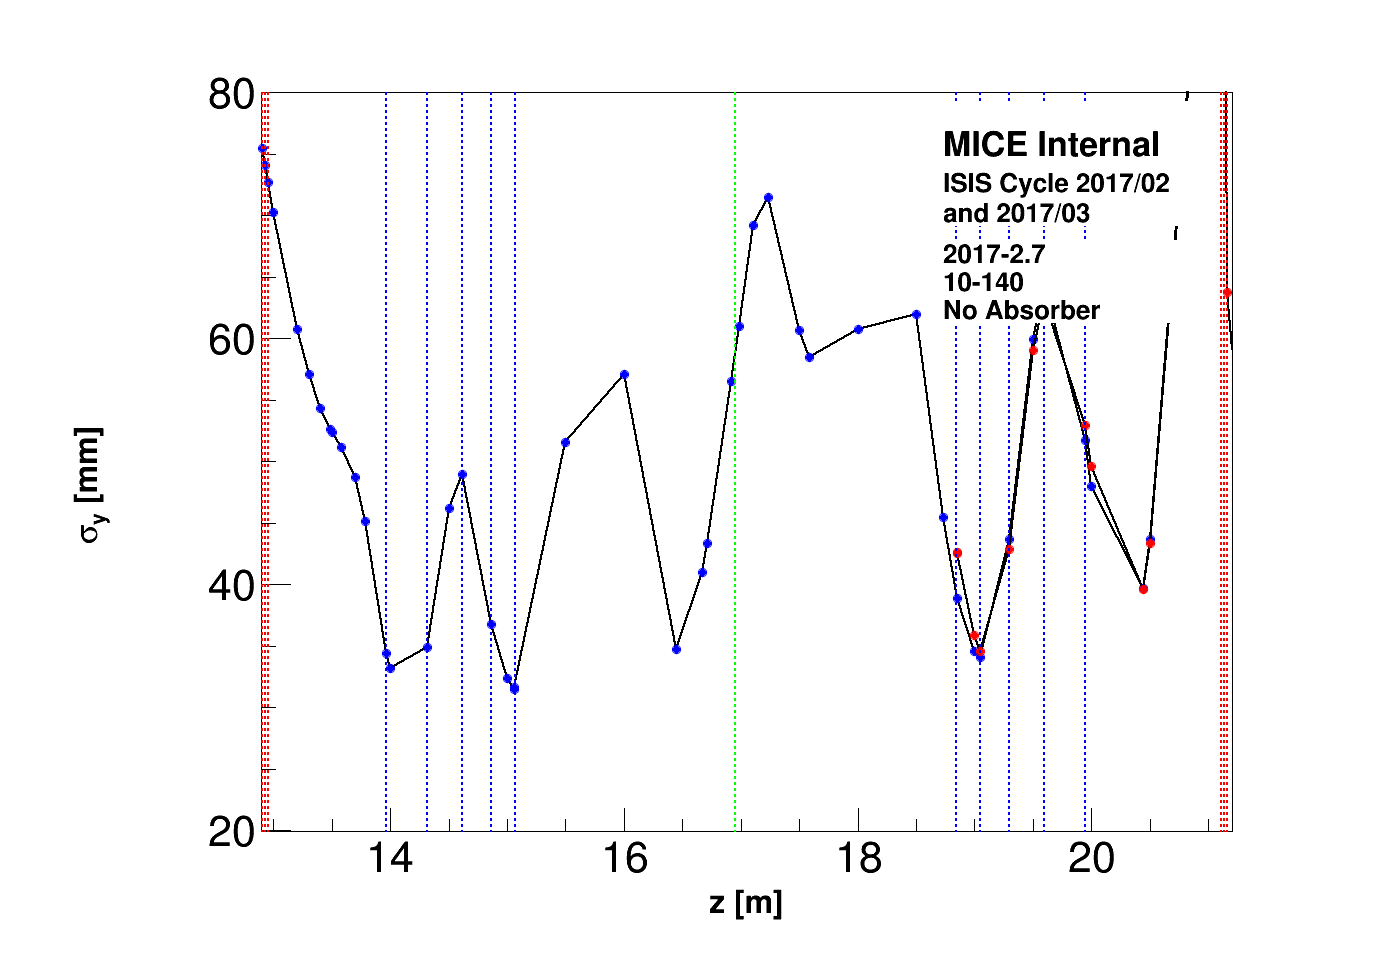 80
60
40
20
14
16
18
20
z [m]
σy [mm]
MICE Internal
ISIS Cycle 2017/02
and 2017/03
2017-2.7
10-140
No Absorber